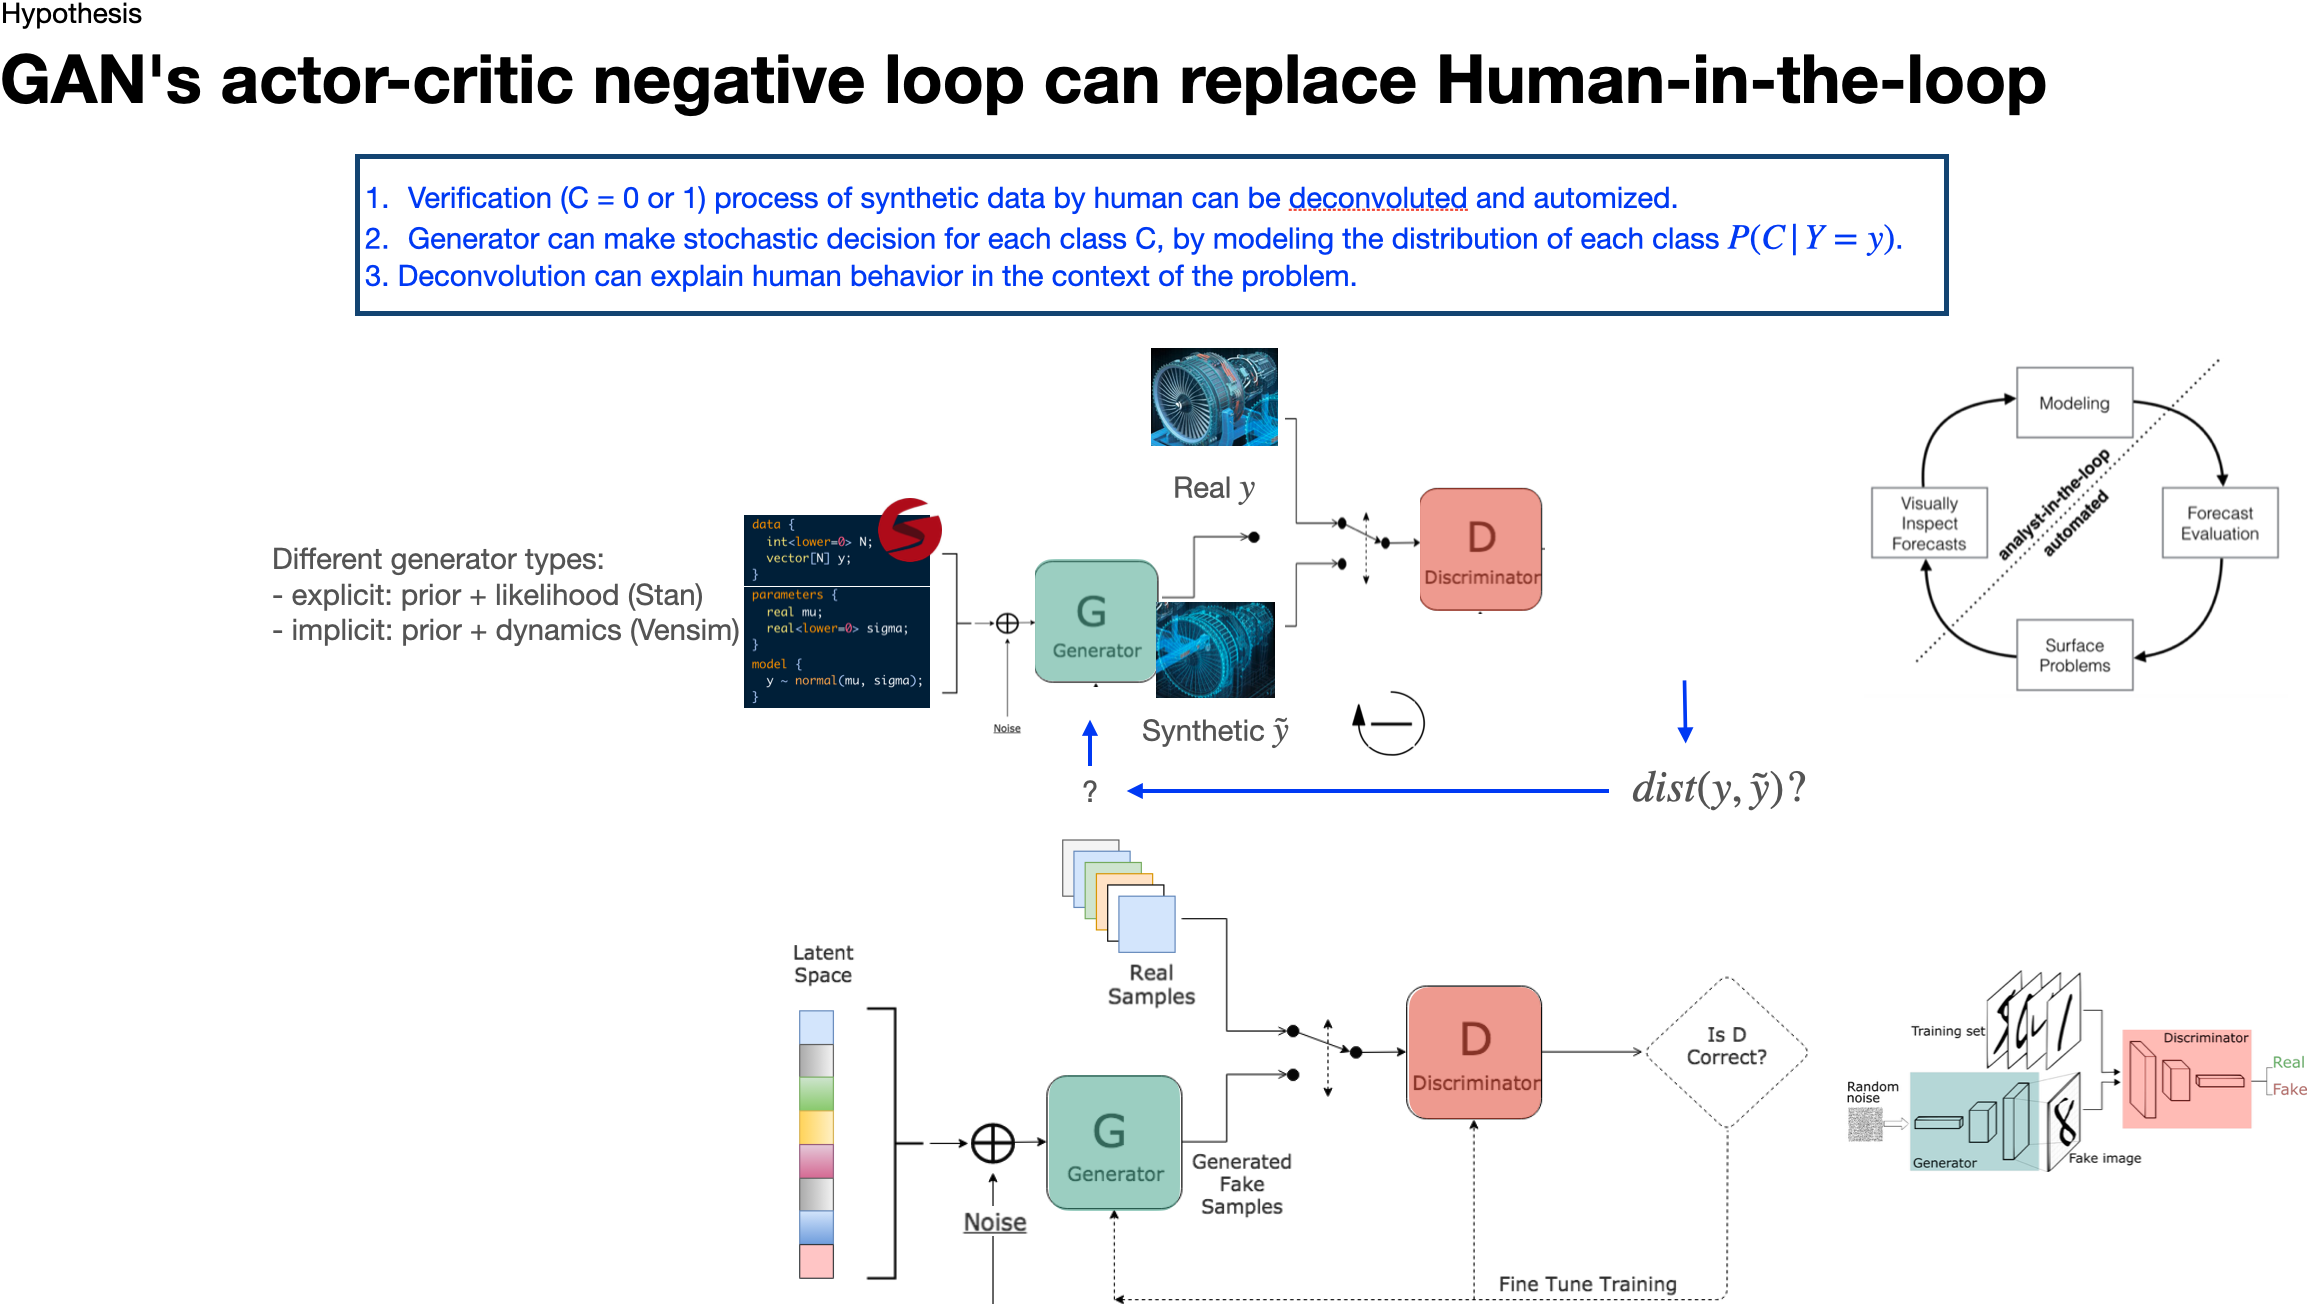 Hypothesis
GAN's actor-critic negative loop can replace Human-in-the-loop
1. Verification (C = 0 or 1) process of synthetic data by human can be deconvoluted and automized.
2. Generator can make stochastic decision for each class C, by modeling the distribution of each class P(C|Y = y).
3. Deconvolution can explain human behavior in the context of the problem.
Real y
Different generator types:
- explicit: prior + likelihood (Stan)
- implicit: prior + dynamics (Vensim)
data {
int<lower=0> N;
vector[N] y;
}
parameters {
real mu;
real<lower=0> sigma;
}
model {
y ~ normal(mu, sigma);
}
Noise
G
Generator
Synthetic ỹ
D
Discriminator
Modeling
Visually
Inspect
Forecasts
analyst-in-the-loop
automated
Forecast
Evaluation
Surface
Problems
?
dist(y, ỹ)?
Latent
Space
Real
Samples
Noise
G
Generator
Generated
Fake
Samples
D
Discriminator
Is D
Correct?
Fine Tune Training
Training set
Random
noise
Generator
Fake image
Discriminator
Real
Fake